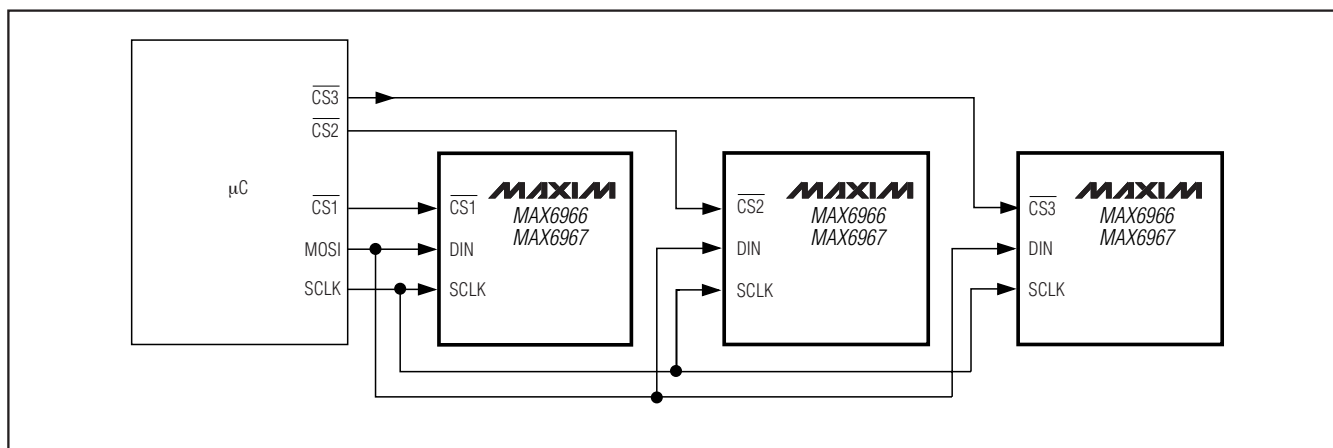 μC
CS3
CS2
CS1
MOSI
SCLK
MAXIM
MAX6966
MAX6967
CS1
DIN
SCLK
MAXIM
MAX6966
MAX6967
CS2
DIN
SCLK
MAXIM
MAX6966
MAX6967
CS3
DIN
SCLK